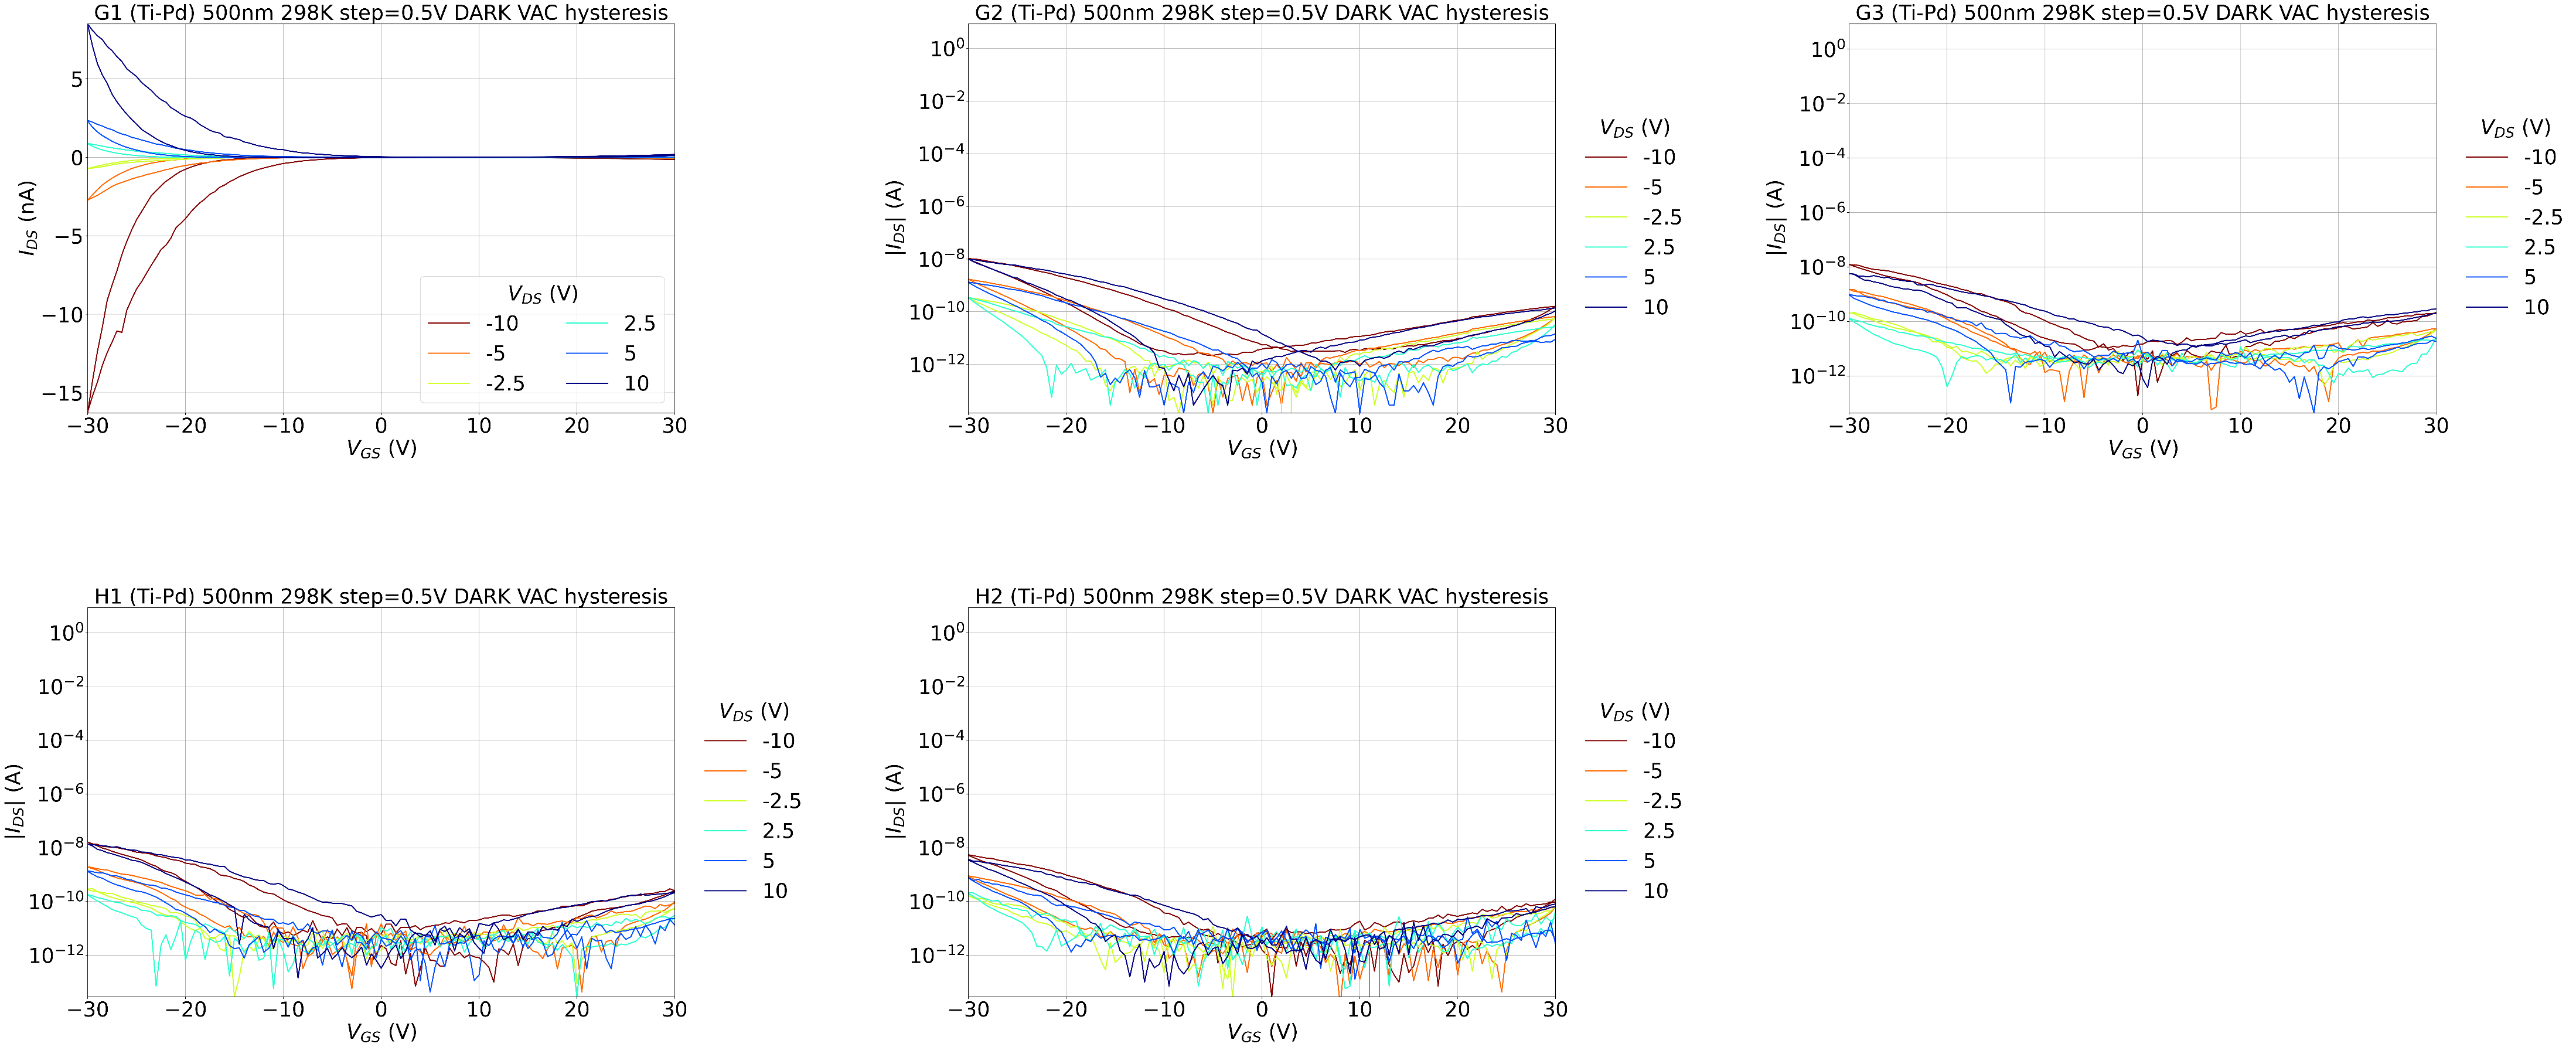 G1 (Ti-Pd) 500nm 298K step=0.5V DARK VAC hysteresis
5
0
−5
−10
−15
I_DS (nA)
−30 −20 −10 0 10 20 30
V_GS (V)
V_DS (V)
-10 2.5
-5 5
-2.5 10
G2 (Ti-Pd) 500nm 298K step=0.5V DARK VAC hysteresis
10^0
10^−2
10^−4
10^−6
10^−8
10^−10
10^−12
|I_DS| (A)
−30 −20 −10 0 10 20 30
V_GS (V)
V_DS (V)
-10
-5
-2.5
2.5
5
10
G3 (Ti-Pd) 500nm 298K step=0.5V DARK VAC hysteresis
10^0
10^−2
10^−4
10^−6
10^−8
10^−10
10^−12
|I_DS| (A)
−30 −20 −10 0 10 20 30
V_GS (V)
V_DS (V)
-10
-5
-2.5
2.5
5
10
H1 (Ti-Pd) 500nm 298K step=0.5V DARK VAC hysteresis
10^0
10^−2
10^−4
10^−6
10^−8
10^−10
10^−12
|I_DS| (A)
−30 −20 −10 0 10 20 30
V_GS (V)
V_DS (V)
-10
-5
-2.5
2.5
5
10
H2 (Ti-Pd) 500nm 298K step=0.5V DARK VAC hysteresis
10^0
10^−2
10^−4
10^−6
10^−8
10^−10
10^−12
|I_DS| (A)
−30 −20 −10 0 10 20 30
V_GS (V)
V_DS (V)
-10
-5
-2.5
2.5
5
10